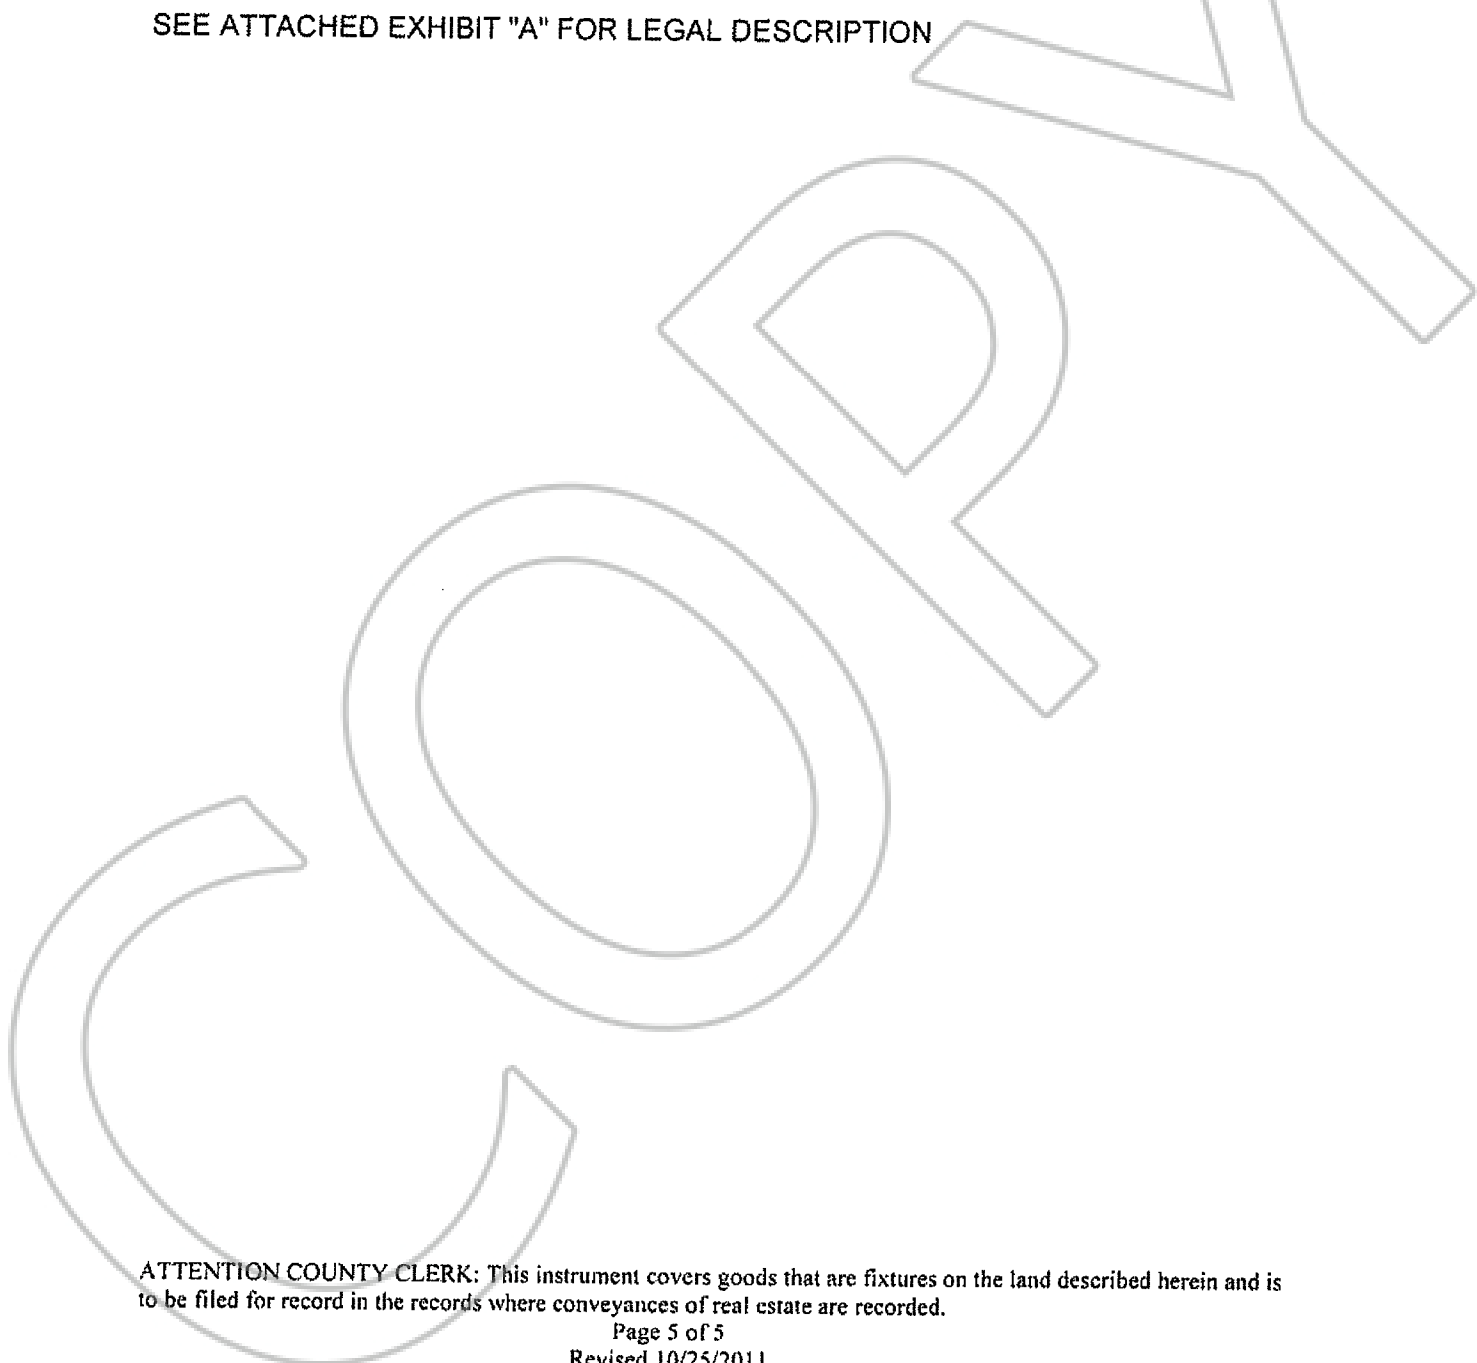 SEE ATTACHED EXHIBIT "A" FOR LEGAL DESCRIPTION
COPY
ATTENTION COUNTY CLERK: This instrument covers goods that are fixtures on the land described herein and is
to be filed for record in the records where conveyances of real estate are recorded.
Page 5 of 5
Revised 10/25/2011